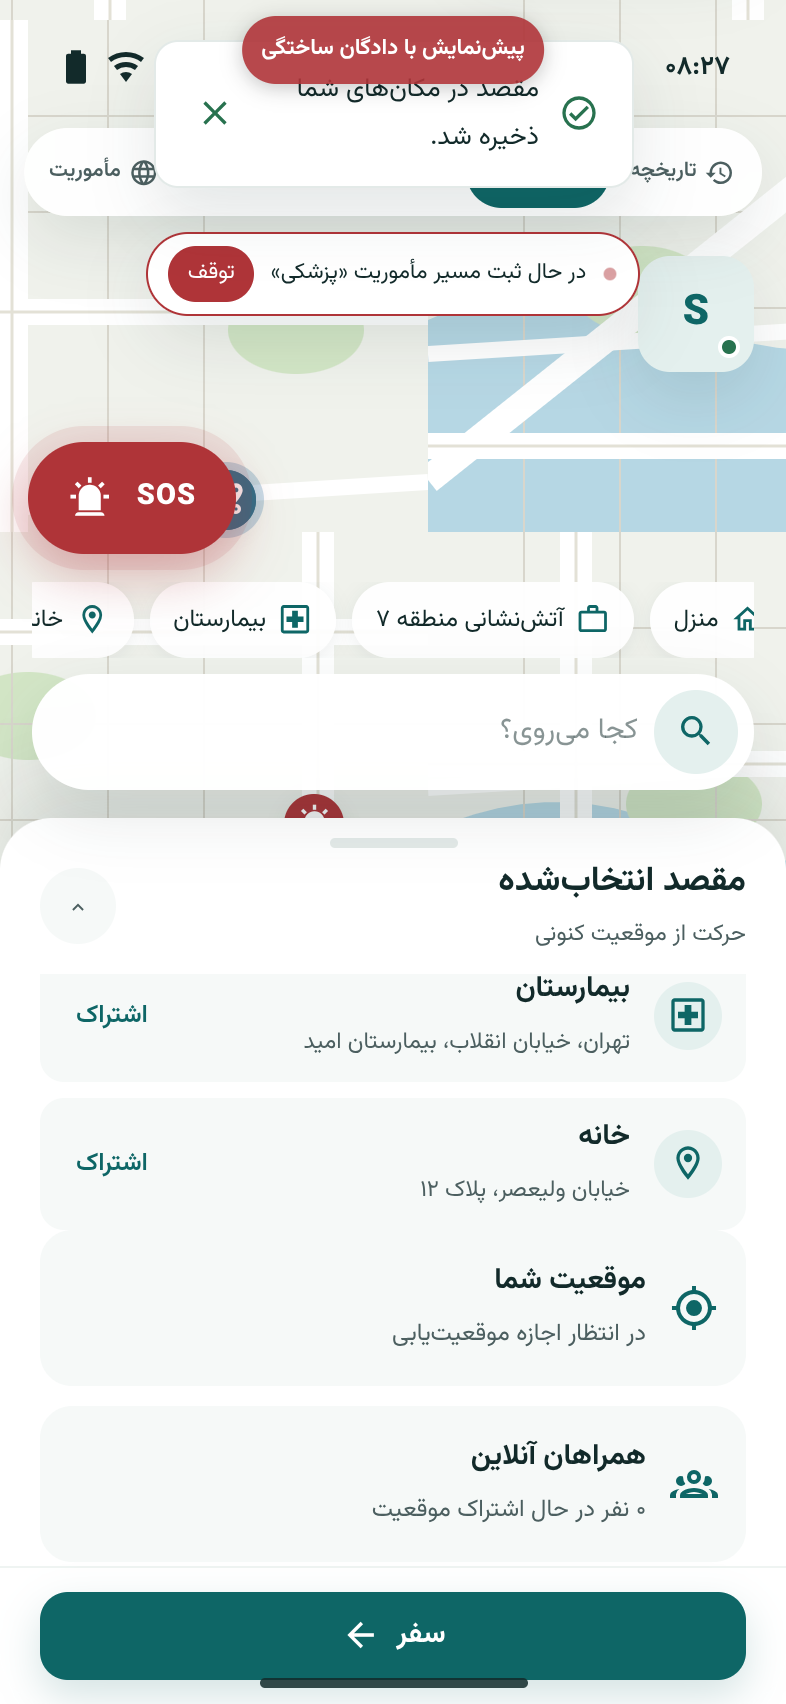 پیش‌نمایش با دادگان ساختگی
۰۸:۲۷
مقصد در مکان‌های شما
ذخیره شد.
تاریخچه
مأموریت
در حال ثبت مسیر مأموریت «پزشکی»
توقف
S
SOS
منزل
آتش‌نشانی منطقه ۷
بیمارستان
خان
کجا می‌روی؟
مقصد انتخاب‌شده
حرکت از موقعیت کنونی
بیمارستان
تهران، خیابان انقلاب، بیمارستان امید
اشتراک
خانه
خیابان ولیعصر، پلاک ۱۲
اشتراک
موقعیت شما
در انتظار اجازه موقعیت‌یابی
همراهان آنلاین
۰ نفر در حال اشتراک موقعیت
سفر